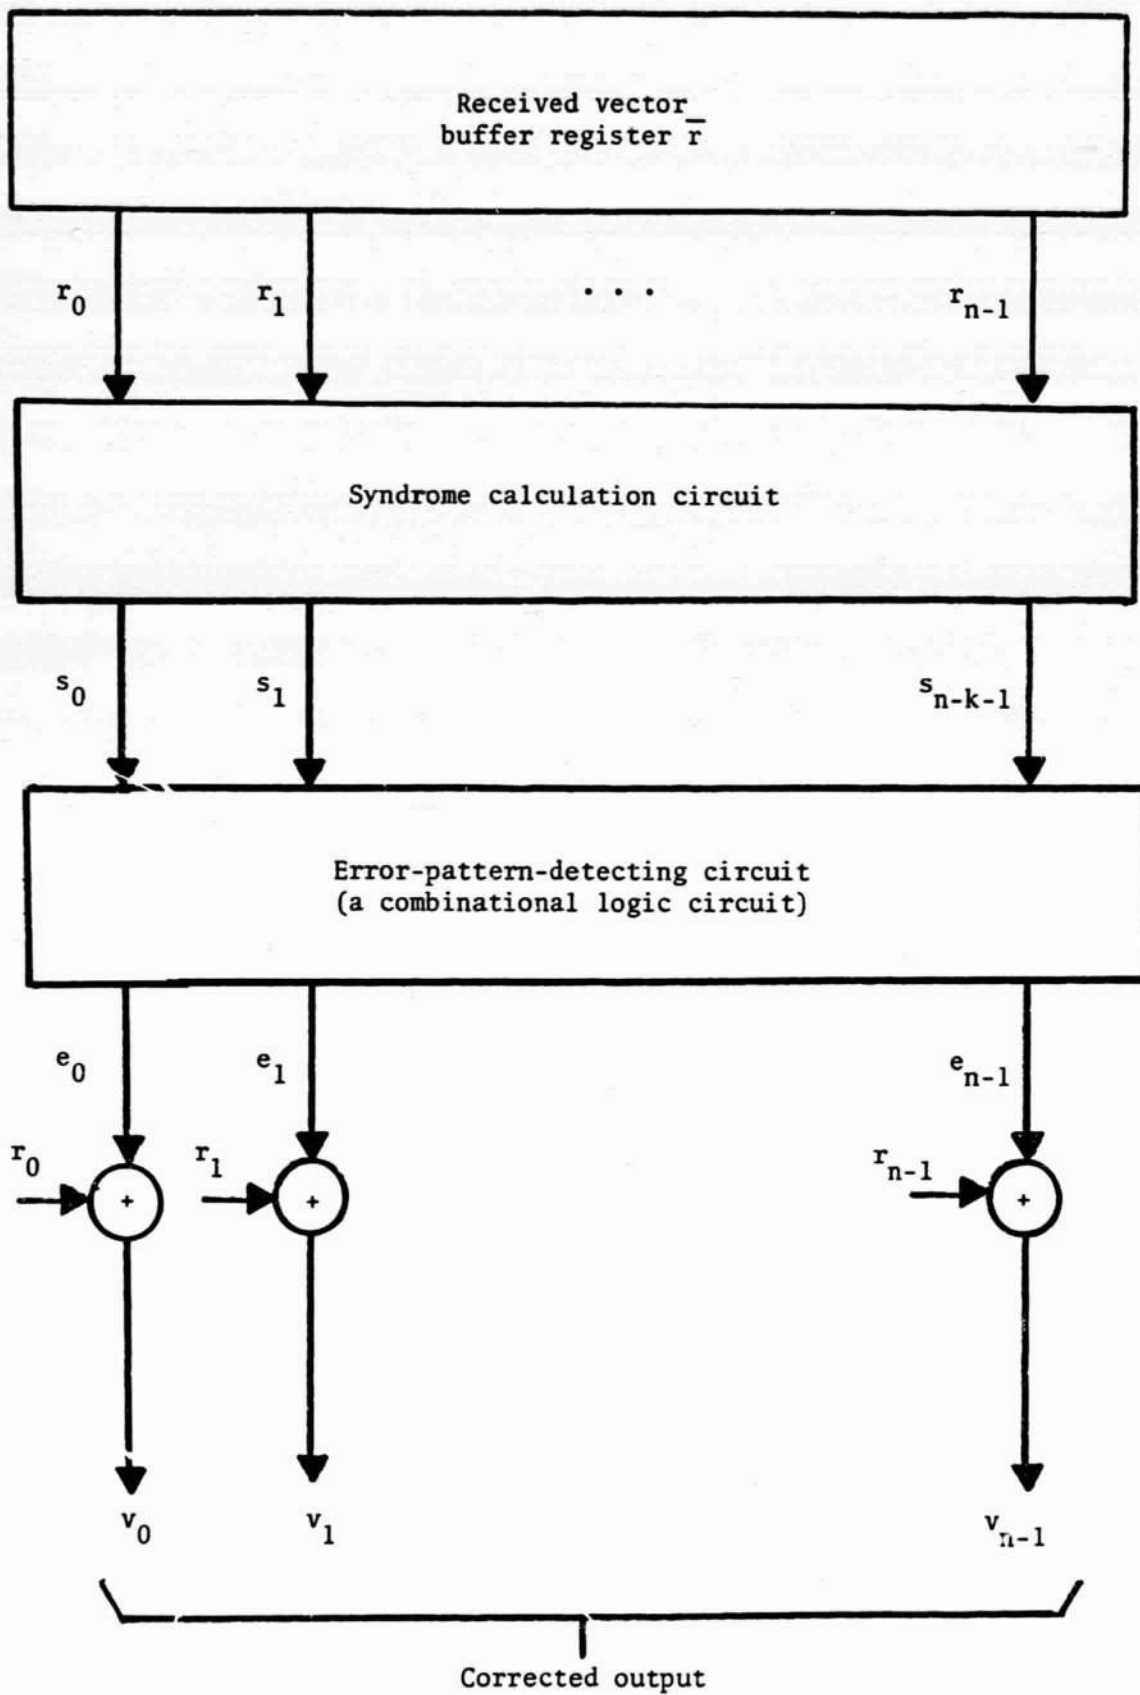 Received vector
buffer register r̅
r₀ r₁ . . . rₙ₋₁
Syndrome calculation circuit
s₀ s₁ sₙ₋ₖ₋₁
Error-pattern-detecting circuit
(a combinational logic circuit)
e₀ e₁ eₙ₋₁
r₀ r₁ rₙ₋₁
+ + +
v₀ v₁ vₙ₋₁
Corrected output